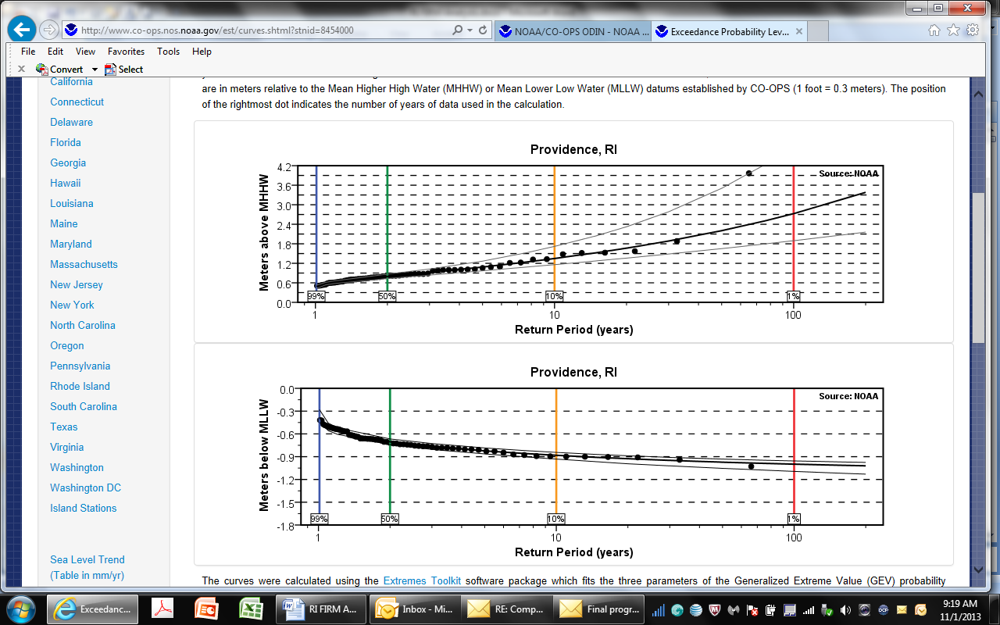 http://www.co-ops.nos.noaa.gov/est/curves.shtml?stnid=8454000
NOAA/CO-OPS ODIN - NOAA ...
Exceedance Probability Lev...
File Edit View Favorites Tools Help
Convert Select
California
Connecticut
Delaware
Florida
Georgia
Hawaii
Louisiana
Maine
Maryland
Massachusetts
New Jersey
New York
North Carolina
Oregon
Pennsylvania
Rhode Island
South Carolina
Texas
Virginia
Washington
Washington DC
Island Stations
Sea Level Trend
(Table in mm/yr)
are in meters relative to the Mean Higher High Water (MHHW) or Mean Lower Low Water (MLLW) datums established by CO-OPS (1 foot = 0.3 meters). The position
of the rightmost dot indicates the number of years of data used in the calculation.
Providence, RI
Source: NOAA
Meters above MHHW
4.2
3.6
3.0
2.4
1.8
1.2
0.6
0.0
99% 50% 10% 1%
1 10 100
Return Period (years)
Providence, RI
Source: NOAA
Meters below MLLW
0.0
-0.3
-0.6
-0.9
-1.2
-1.5
-1.8
99% 50% 10% 1%
1 10 100
Return Period (years)
The curves were calculated using the Extremes Toolkit software package which fits the three parameters of the Generalized Extreme Value (GEV) probability
Exceedanc...
RI FIRM A...
Inbox - Mi...
RE: Comp...
Final progr...
9:19 AM
11/1/2013